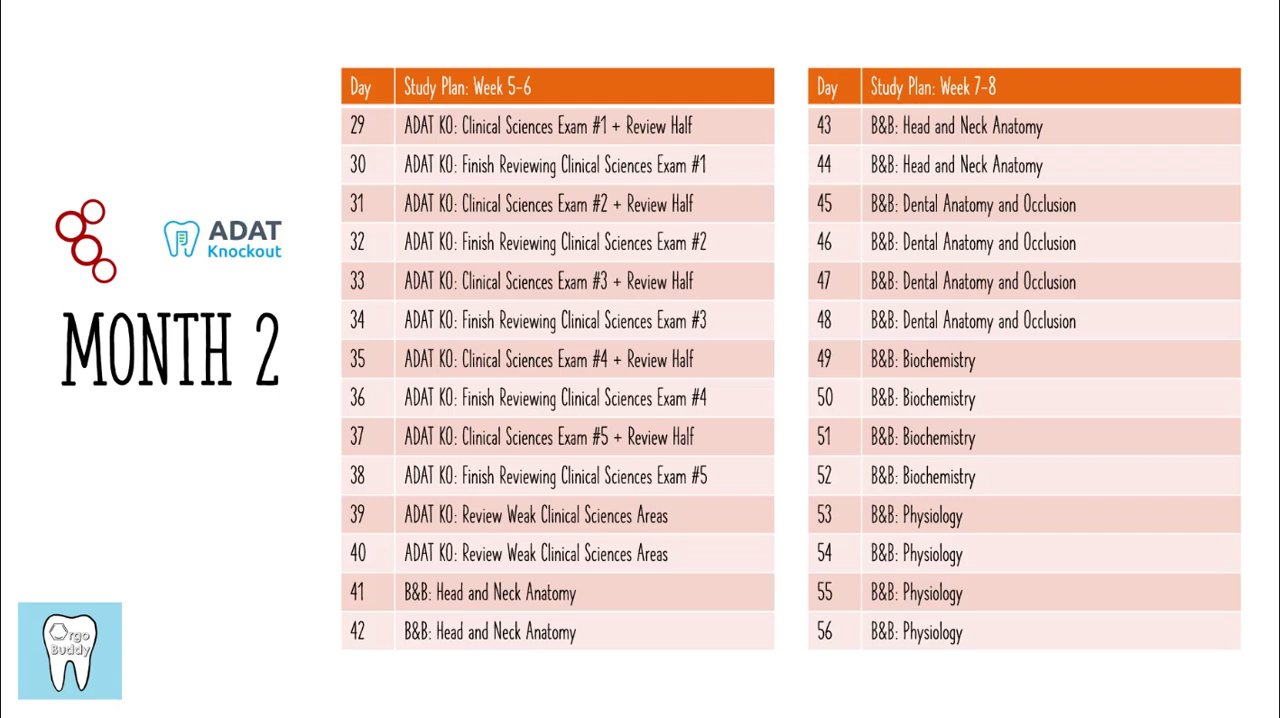 ADAT
Knockout
MONTH 2
Day Study Plan: Week 5-6
29 ADAT KO: Clinical Sciences Exam #1 + Review Half
30 ADAT KO: Finish Reviewing Clinical Sciences Exam #1
31 ADAT KO: Clinical Sciences Exam #2 + Review Half
32 ADAT KO: Finish Reviewing Clinical Sciences Exam #2
33 ADAT KO: Clinical Sciences Exam #3 + Review Half
34 ADAT KO: Finish Reviewing Clinical Sciences Exam #3
35 ADAT KO: Clinical Sciences Exam #4 + Review Half
36 ADAT KO: Finish Reviewing Clinical Sciences Exam #4
37 ADAT KO: Clinical Sciences Exam #5 + Review Half
38 ADAT KO: Finish Reviewing Clinical Sciences Exam #5
39 ADAT KO: Review Weak Clinical Sciences Areas
40 ADAT KO: Review Weak Clinical Sciences Areas
41 B&B: Head and Neck Anatomy
42 B&B: Head and Neck Anatomy
Day Study Plan: Week 7-8
43 B&B: Head and Neck Anatomy
44 B&B: Head and Neck Anatomy
45 B&B: Dental Anatomy and Occlusion
46 B&B: Dental Anatomy and Occlusion
47 B&B: Dental Anatomy and Occlusion
48 B&B: Dental Anatomy and Occlusion
49 B&B: Biochemistry
50 B&B: Biochemistry
51 B&B: Biochemistry
52 B&B: Biochemistry
53 B&B: Physiology
54 B&B: Physiology
55 B&B: Physiology
56 B&B: Physiology
Orgo
Buddy